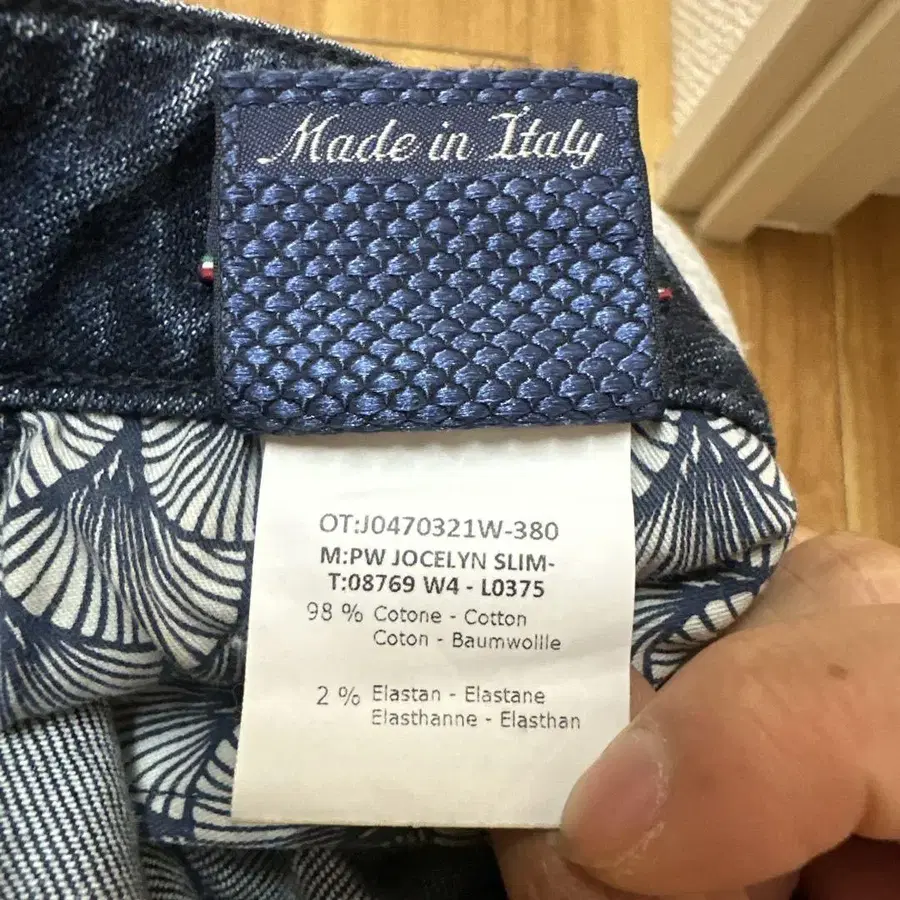 Made in Italy
OT:J0470321W-380
M:PW JOCELYN SLIM-
T:08769 W4 - L0375
98 % Cotone - Cotton
Coton - Baumwollle
2 % Elastan - Elastane
Elasthanne - Elasthan